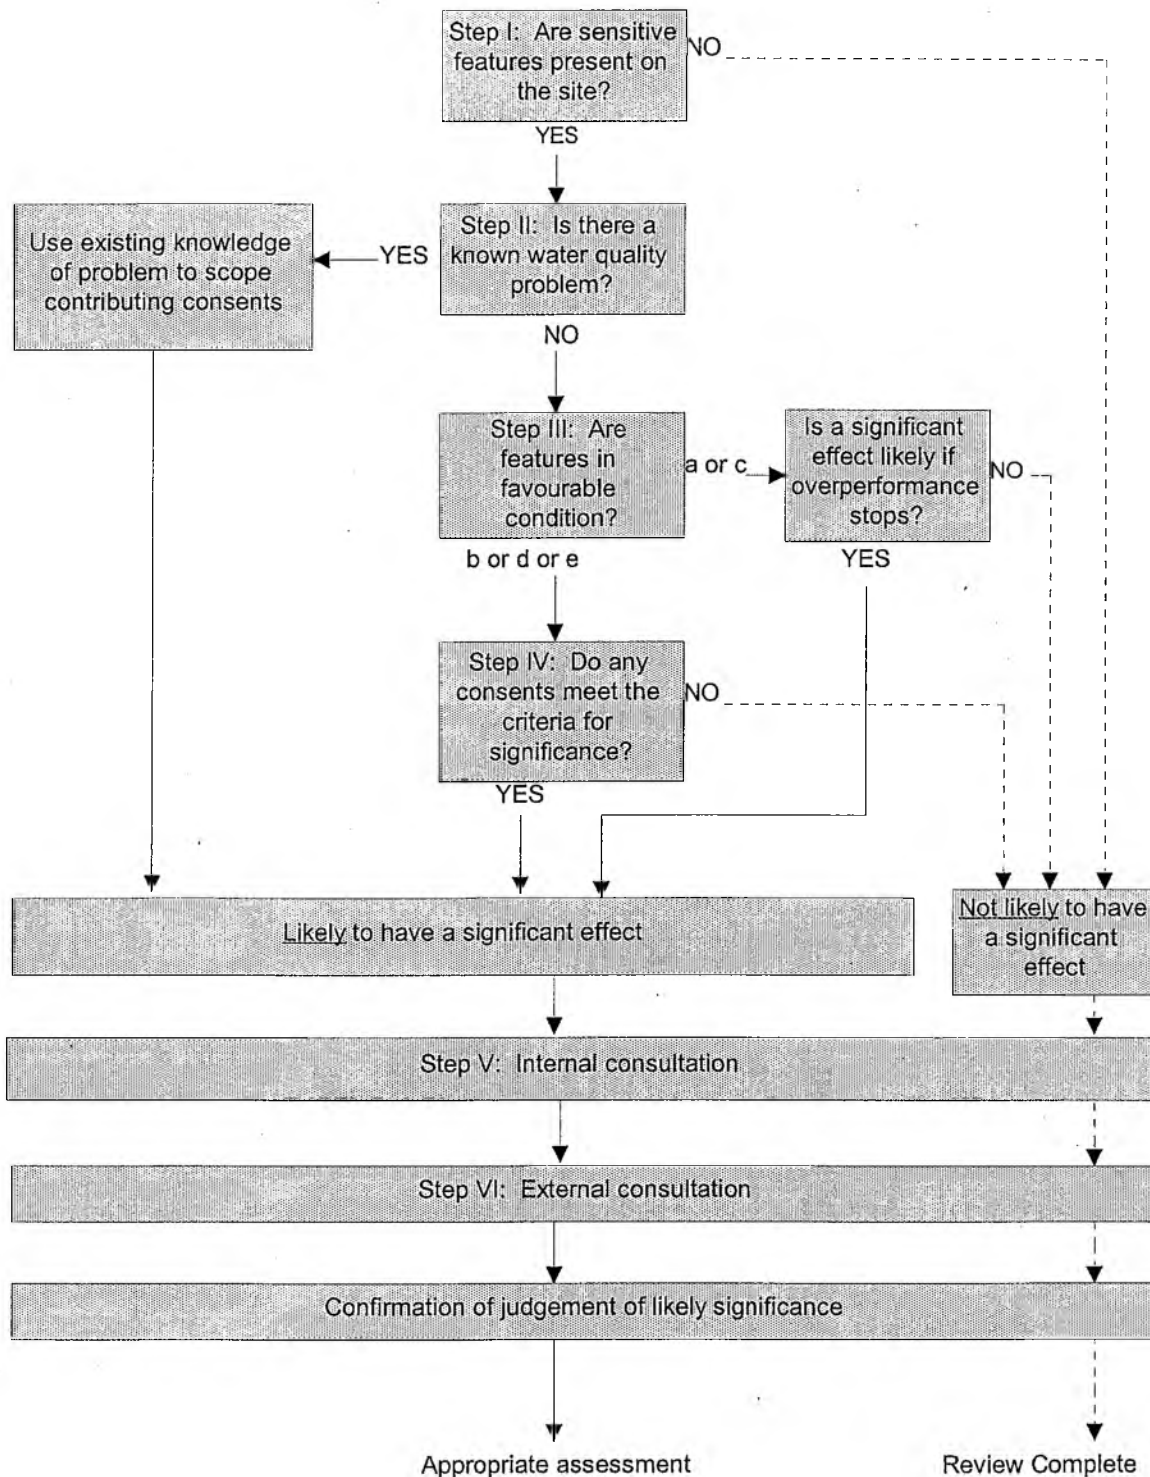 Step I: Are sensitive
features present on
the site?
NO
YES
Use existing knowledge
of problem to scope
contributing consents
YES
Step II: Is there a
known water quality
problem?
NO
Step III: Are
features in
favourable
condition?
a or c
Is a significant
effect likely if
overperformance
stops?
NO
b or d or e
YES
Step IV: Do any
consents meet the
criteria for
significance?
NO
YES
Likely to have a significant effect
Not likely to have
a significant
effect
Step V: Internal consultation
Step VI: External consultation
Confirmation of judgement of likely significance
Appropriate assessment
Review Complete